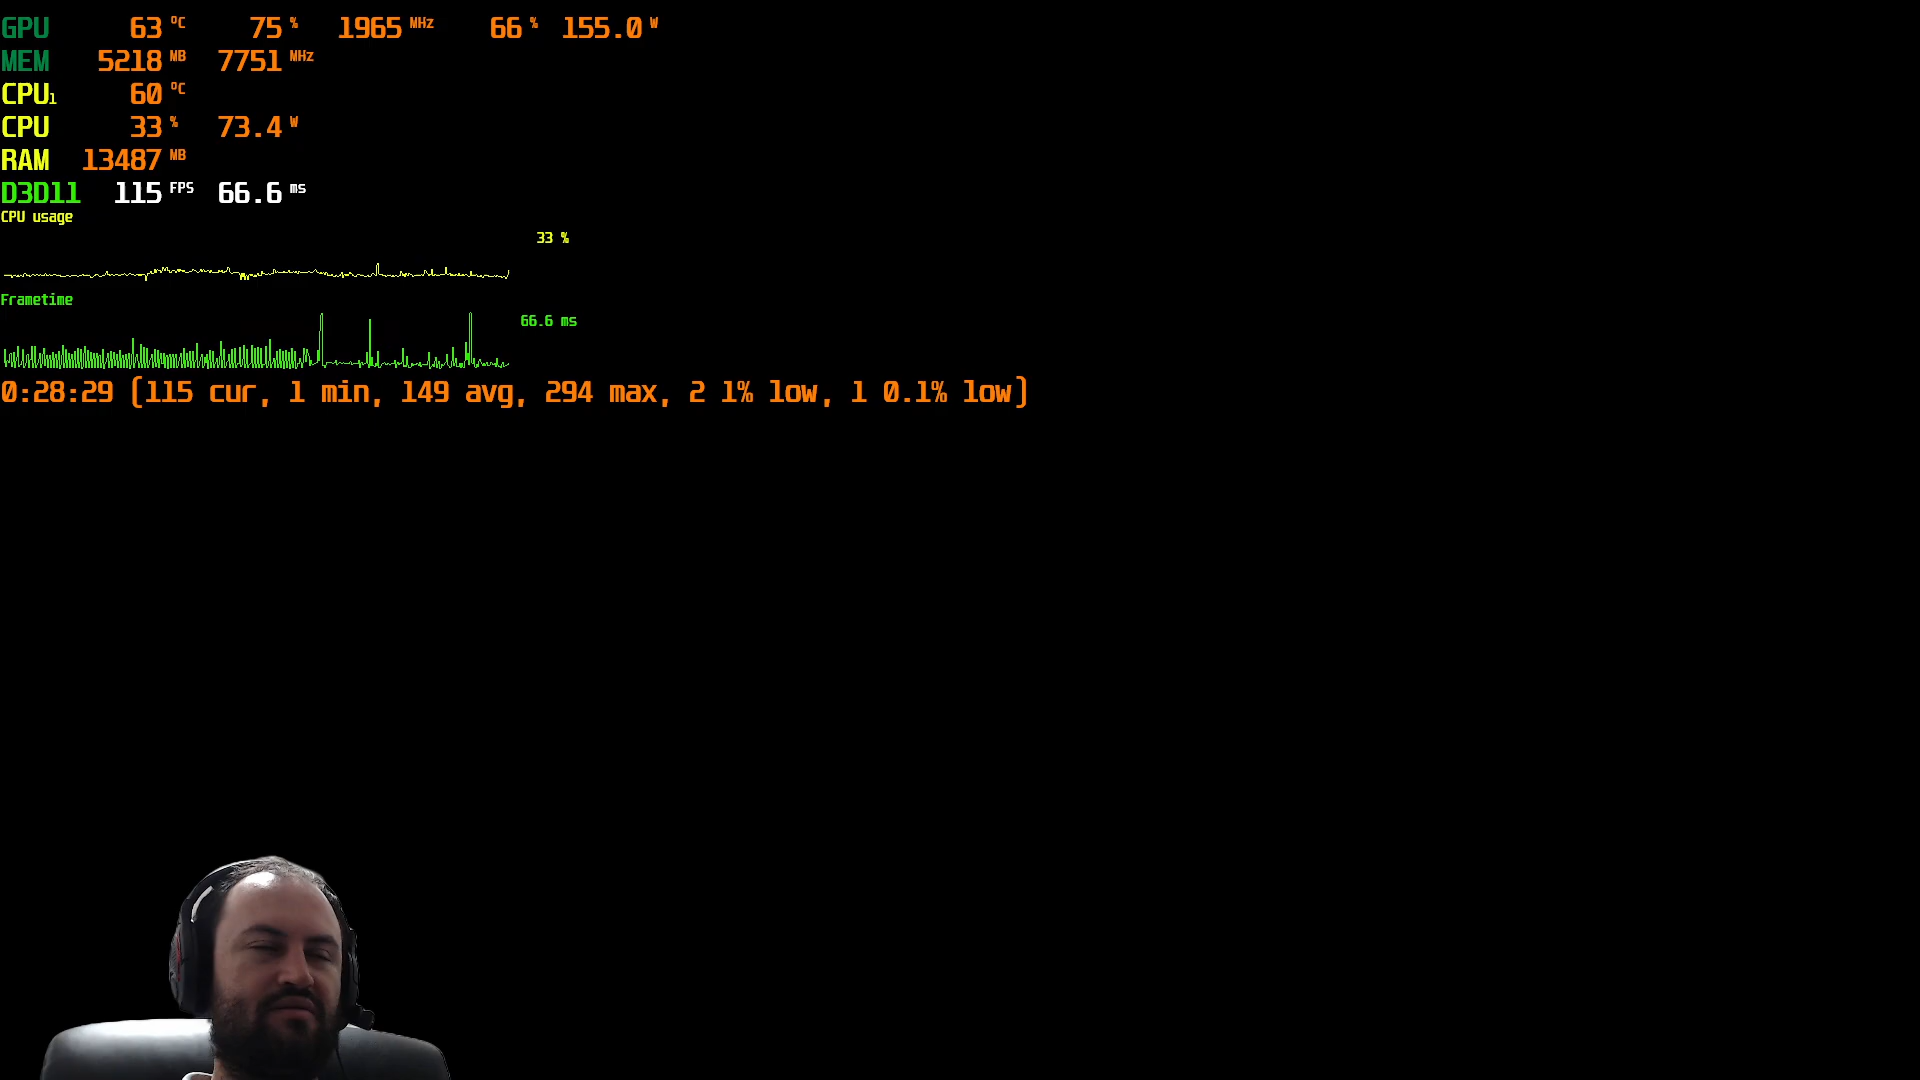 GPU 63 °C 75 % 1965 MHz 66 % 155.0 W
MEM 5218 MB 7751 MHz
CPU1 60 °C
CPU 33 % 73.4 W
RAM 13487 MB
D3D11 115 FPS 66.6 ms
CPU usage
33 %
Frametime
66.6 ms
0:28:29 [115 cur, 1 min, 149 avg, 294 max, 2 1% low, 1 0.1% low]